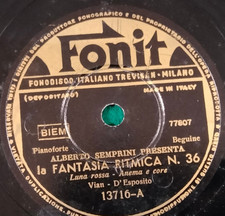 Fonit
FONODISCO ITALIANO TREVISAN - MILANO
(DEPOSITATO)
MADE IN ITALY
77807
BIEM
Pianoforte
Beguine
ALBERTO SEMPRINI PRESENTA
la FANTASIA RITMICA N. 36
Luna rossa - Anema e core
Vian - D'Esposito
13716-A